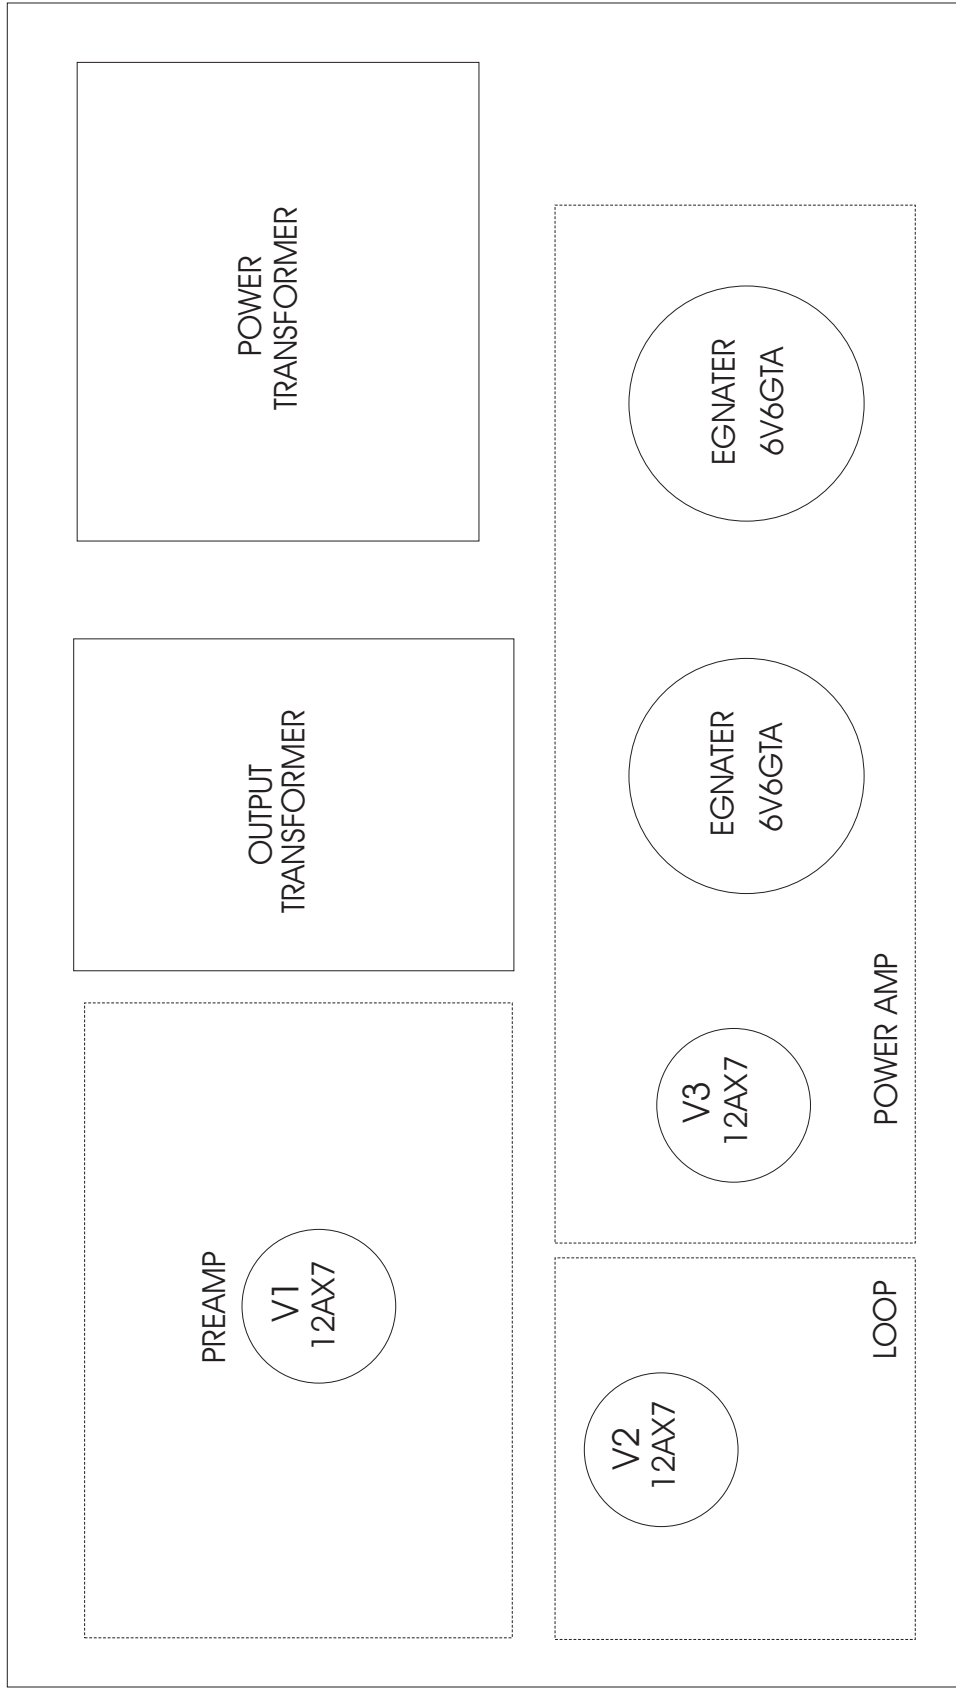 PREAMP
V1
12AX7
OUTPUT
TRANSFORMER
POWER
TRANSFORMER
V2
12AX7
LOOP
V3
12AX7
POWER AMP
EGNATER
6V6GTA
EGNATER
6V6GTA